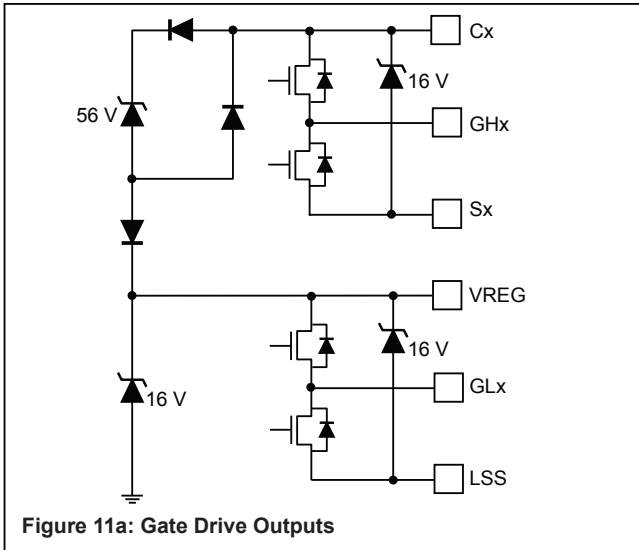 Cx
56 V
16 V
GHx
Sx
VREG
16 V
16 V
GLx
LSS
Figure 11a: Gate Drive Outputs